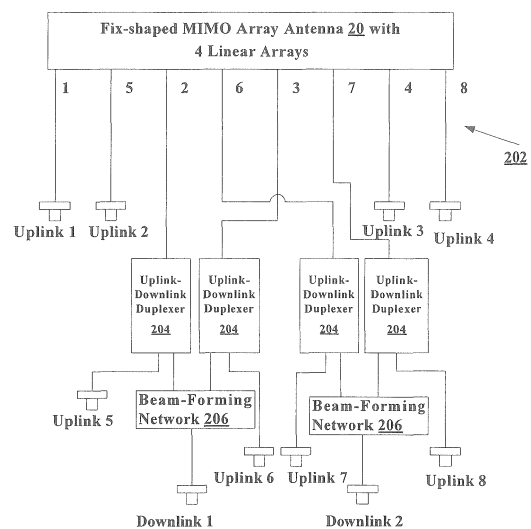 Fix-shaped MIMO Array Antenna 20 with
4 Linear Arrays
1 5 2 6 3 7 4 8
202
Uplink 1 Uplink 2 Uplink 3 Uplink 4
Uplink-
Downlink
Duplexer
204
Uplink-
Downlink
Duplexer
204
Uplink-
Downlink
Duplexer
204
Uplink-
Downlink
Duplexer
204
Uplink 5
Beam-Forming
Network 206
Beam-Forming
Network 206
Uplink 6 Uplink 7 Uplink 8
Downlink 1 Downlink 2